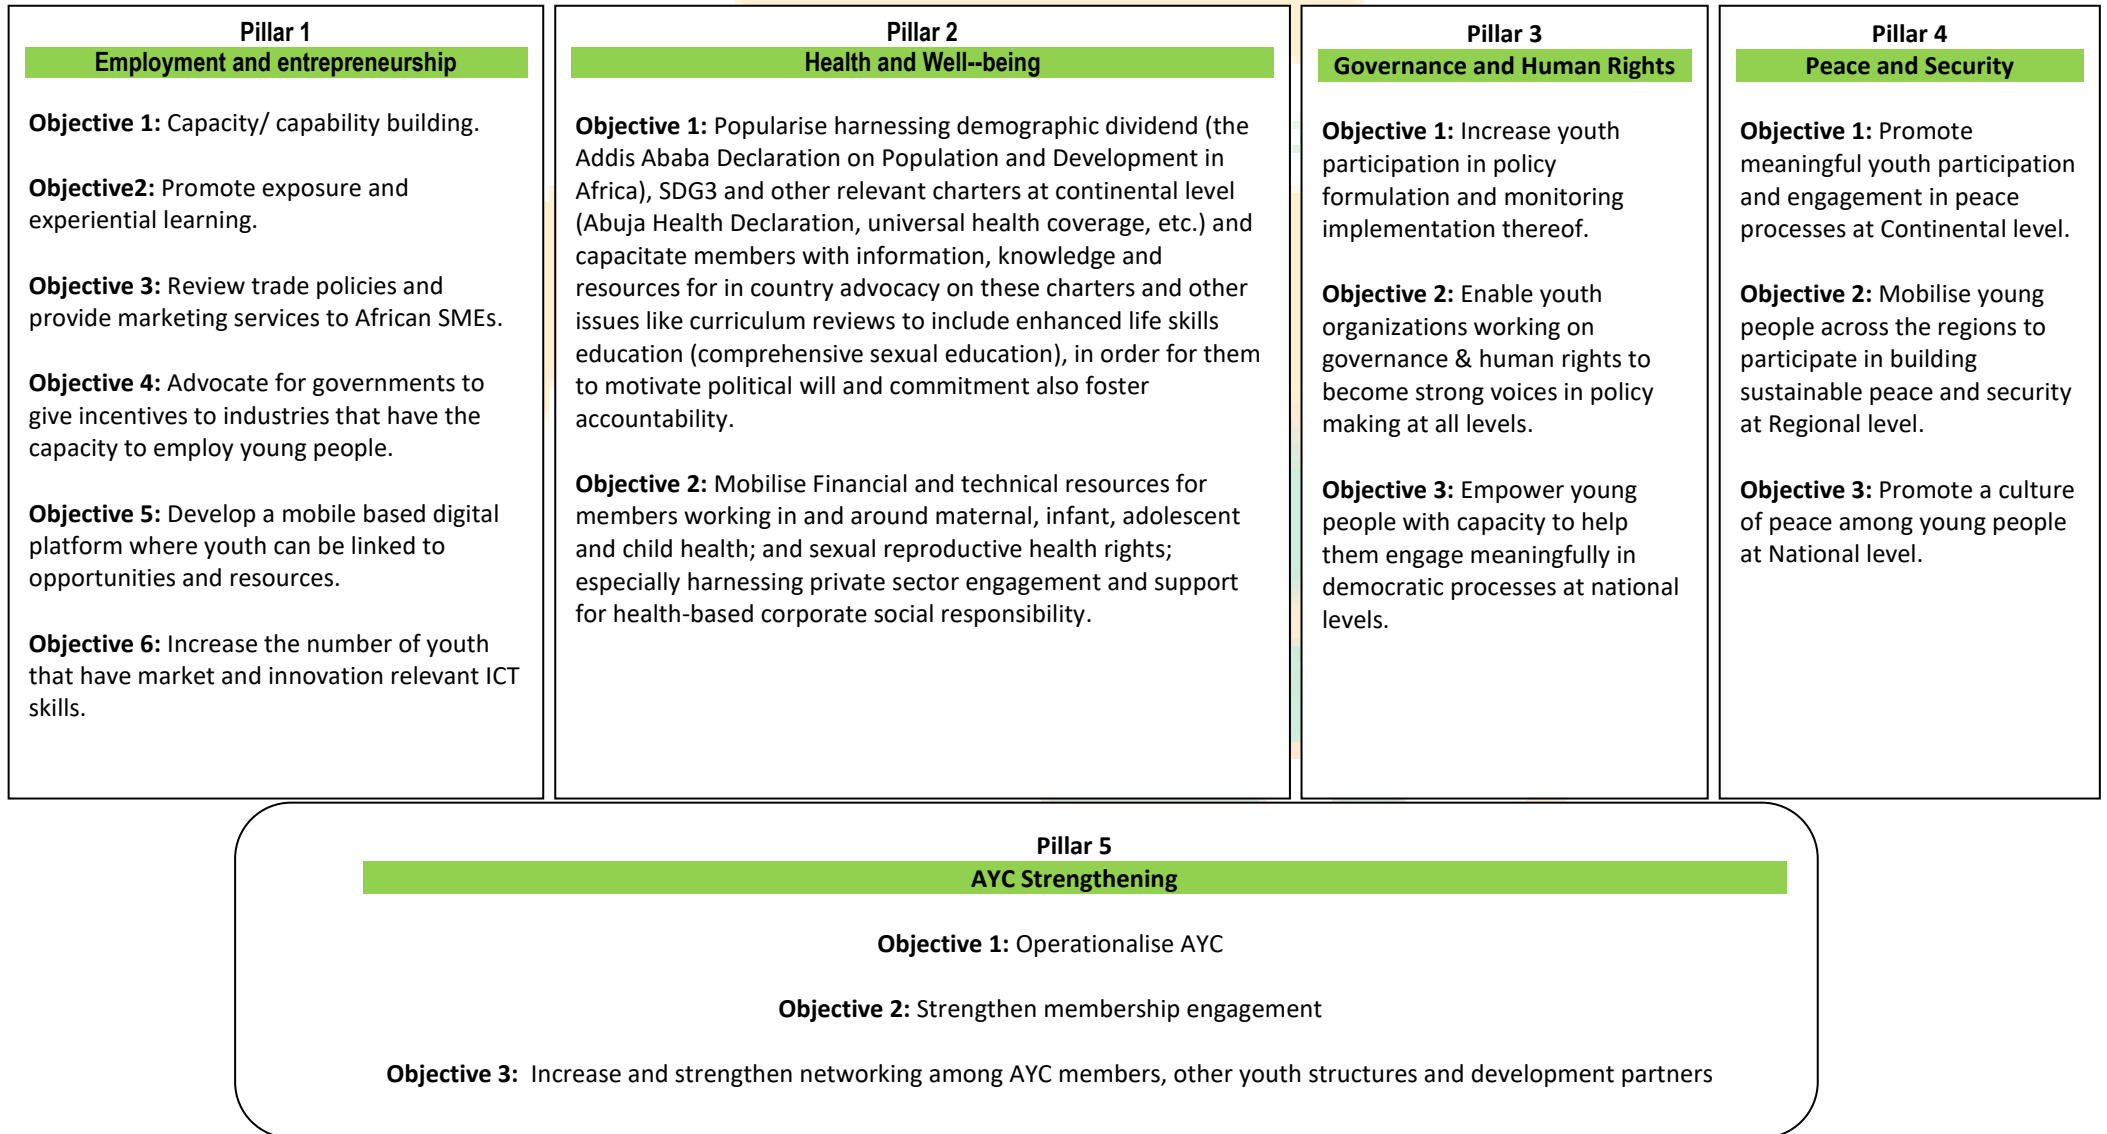 Pillar 1
Employment and entrepreneurship
Objective 1: Capacity/ capability building.
Objective2: Promote exposure and
experiential learning.
Objective 3: Review trade policies and
provide marketing services to African SMEs.
Objective 4: Advocate for governments to
give incentives to industries that have the
capacity to employ young people.
Objective 5: Develop a mobile based digital
platform where youth can be linked to
opportunities and resources.
Objective 6: Increase the number of youth
that have market and innovation relevant ICT
skills.
Pillar 2
Health and Well--being
Objective 1: Popularise harnessing demographic dividend (the
Addis Ababa Declaration on Population and Development in
Africa), SDG3 and other relevant charters at continental level
(Abuja Health Declaration, universal health coverage, etc.) and
capacitate members with information, knowledge and
resources for in country advocacy on these charters and other
issues like curriculum reviews to include enhanced life skills
education (comprehensive sexual education), in order for them
to motivate political will and commitment also foster
accountability.
Objective 2: Mobilise Financial and technical resources for
members working in and around maternal, infant, adolescent
and child health; and sexual reproductive health rights;
especially harnessing private sector engagement and support
for health-based corporate social responsibility.
Pillar 3
Governance and Human Rights
Objective 1: Increase youth
participation in policy
formulation and monitoring
implementation thereof.
Objective 2: Enable youth
organizations working on
governance & human rights to
become strong voices in policy
making at all levels.
Objective 3: Empower young
people with capacity to help
them engage meaningfully in
democratic processes at national
levels.
Pillar 4
Peace and Security
Objective 1: Promote
meaningful youth participation
and engagement in peace
processes at Continental level.
Objective 2: Mobilise young
people across the regions to
participate in building
sustainable peace and security
at Regional level.
Objective 3: Promote a culture
of peace among young people
at National level.
Pillar 5
AYC Strengthening
Objective 1: Operationalise AYC
Objective 2: Strengthen membership engagement
Objective 3: Increase and strengthen networking among AYC members, other youth structures and development partners